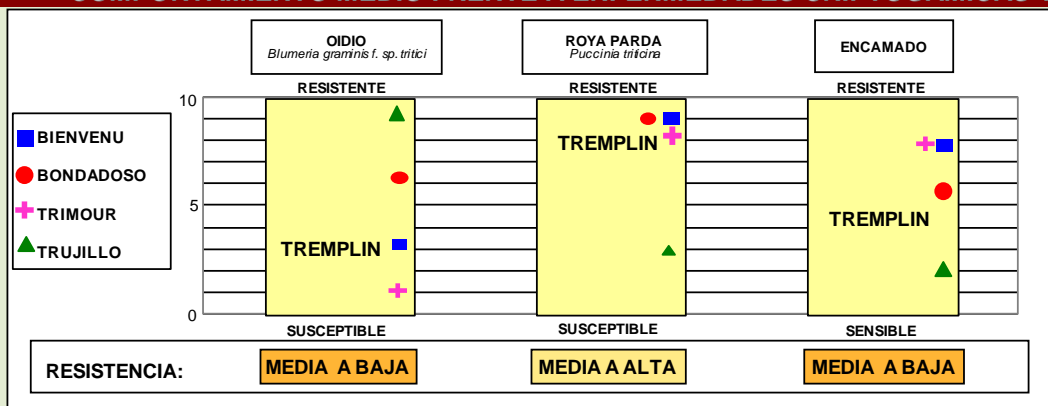 OIDIO
Blumeria graminis f. sp. tritici
ROYA PARDA
Puccinia triticina
ENCAMADO
RESISTENTE
RESISTENTE
RESISTENTE
10
5
0
BIENVENU
BONDADOSO
TRIMOUR
TRUJILLO
TREMPLIN
TREMPLIN
TREMPLIN
SUSCEPTIBLE
SUSCEPTIBLE
SENSIBLE
RESISTENCIA:
MEDIA A BAJA
MEDIA A ALTA
MEDIA A BAJA